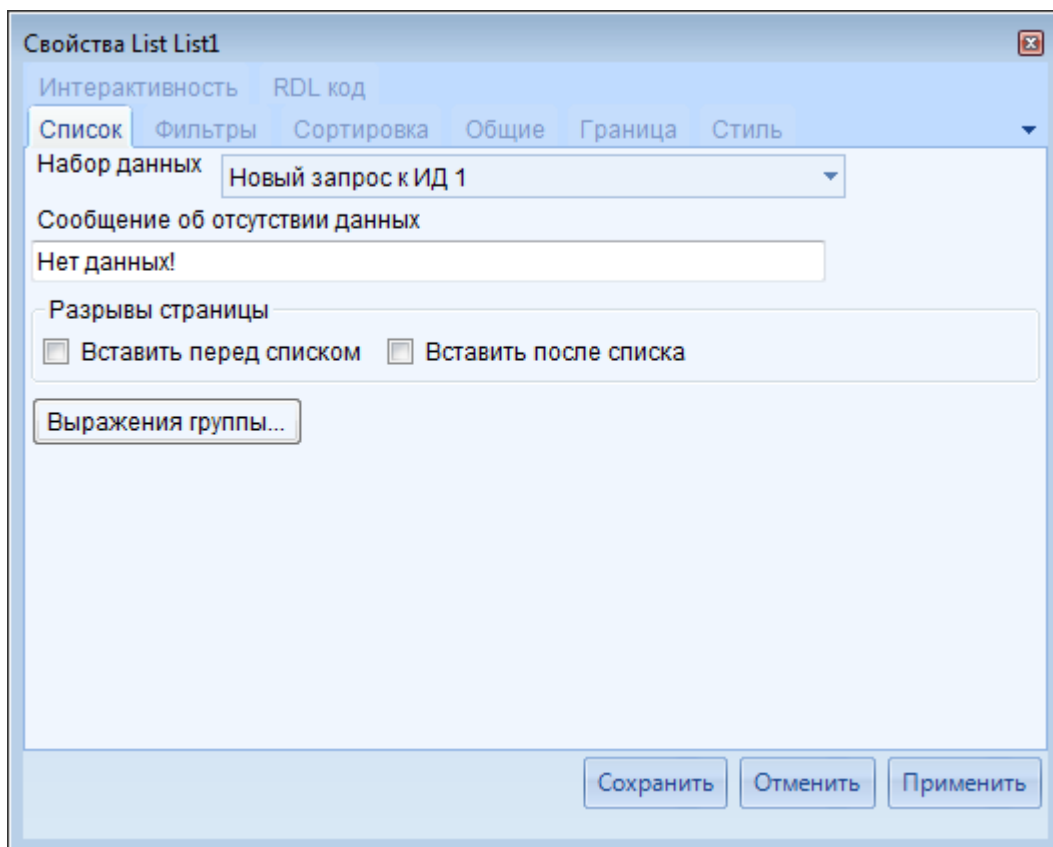 Свойства List List1
Интерактивность RDL код
Список Фильтры Сортировка Общие Граница Стиль
Набор данных Новый запрос к ИД 1
Сообщение об отсутствии данных
Нет данных!
Разрывы страницы
Вставить перед списком Вставить после списка
Выражения группы...
Сохранить Отменить Применить